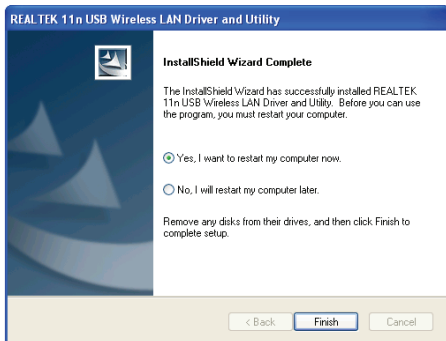 REALTEK 11n USB Wireless LAN Driver and Utility
InstallShield Wizard Complete
The InstallShield Wizard has successfully installed REALTEK
11n USB Wireless LAN Driver and Utility. Before you can use
the program, you must restart your computer.
Yes, I want to restart my computer now.
No, I will restart my computer later.
Remove any disks from their drives, and then click Finish to
complete setup.
< Back Finish Cancel